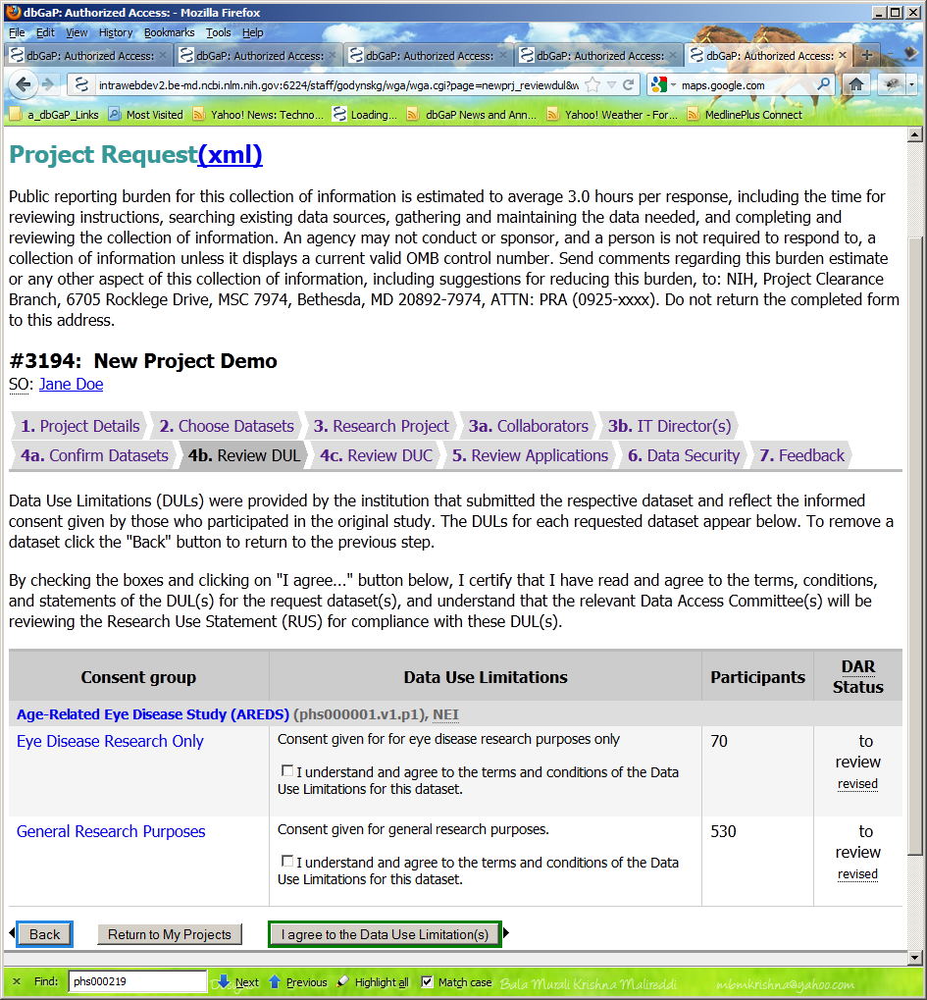 dbGaP: Authorized Access: - Mozilla Firefox
File Edit View History Bookmarks Tools Help
dbGaP: Authorized Access: dbGaP: Authorized Access: dbGaP: Authorized Access: dbGaP: Authorized Access: dbGaP: Authorized Access:
intrawebdev2.be-md.ncbi.nlm.nih.gov:6224/staff/godynskg/wga/wga.cgi?page=newprj_reviewdul&w maps.google.com
a_dbGaP_Links Most Visited Yahoo! News: Techno... Loading... dbGaP News and Ann... Yahoo! Weather - For... MedlinePlus Connect
Project Request(xml)
Public reporting burden for this collection of information is estimated to average 3.0 hours per response, including the time for
reviewing instructions, searching existing data sources, gathering and maintaining the data needed, and completing and
reviewing the collection of information. An agency may not conduct or sponsor, and a person is not required to respond to, a
collection of information unless it displays a current valid OMB control number. Send comments regarding this burden estimate
or any other aspect of this collection of information, including suggestions for reducing this burden, to: NIH, Project Clearance
Branch, 6705 Rocklege Drive, MSC 7974, Bethesda, MD 20892-7974, ATTN: PRA (0925-xxxx). Do not return the completed form
to this address.
#3194: New Project Demo
SO: Jane Doe
1. Project Details 2. Choose Datasets 3. Research Project 3a. Collaborators 3b. IT Director(s)
4a. Confirm Datasets 4b. Review DUL 4c. Review DUC 5. Review Applications 6. Data Security 7. Feedback
Data Use Limitations (DULs) were provided by the institution that submitted the respective dataset and reflect the informed
consent given by those who participated in the original study. The DULs for each requested dataset appear below. To remove a
dataset click the "Back" button to return to the previous step.
By checking the boxes and clicking on "I agree..." button below, I certify that I have read and agree to the terms, conditions,
and statements of the DUL(s) for the request dataset(s), and understand that the relevant Data Access Committee(s) will be
reviewing the Research Use Statement (RUS) for compliance with these DUL(s).
Consent group Data Use Limitations Participants DAR Status
Age-Related Eye Disease Study (AREDS) (phs000001.v1.p1), NEI
Eye Disease Research Only Consent given for for eye disease research purposes only 70 to
review
I understand and agree to the terms and conditions of the Data
Use Limitations for this dataset. revised
General Research Purposes Consent given for general research purposes. 530 to
review
I understand and agree to the terms and conditions of the Data
Use Limitations for this dataset. revised
Back Return to My Projects I agree to the Data Use Limitation(s)
Find: phs000219 Next Previous Highlight all Match case Bala Murali Krishna Malireddi mbmkrishna@yahoo.com